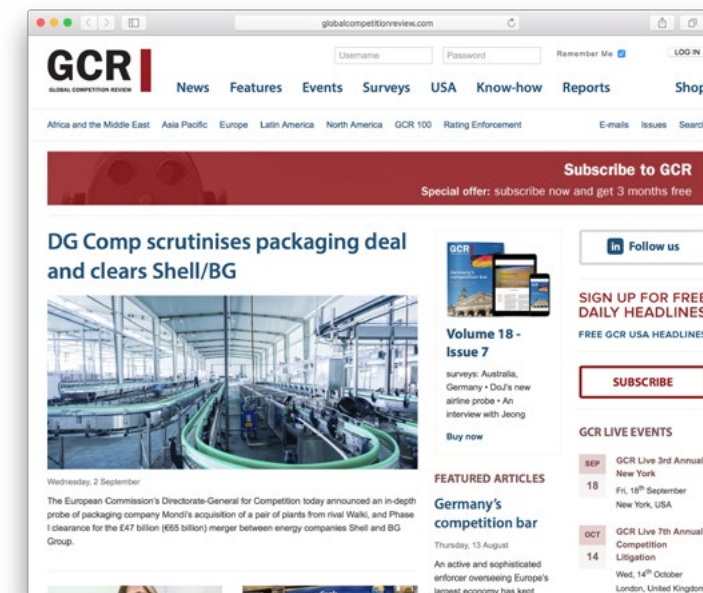 globalcompetitionreview.com
GCR
GLOBAL COMPETITION REVIEW
Username
Password
Remember Me
LOG IN
News Features Events Surveys USA Know-how Reports Shop
Africa and the Middle East Asia Pacific Europe Latin America North America GCR 100 Rating Enforcement E-mails Issues Search
Subscribe to GCR
Special offer: subscribe now and get 3 months free
DG Comp scrutinises packaging deal
and clears Shell/BG
Wednesday, 2 September
The European Commission's Directorate-General for Competition today announced an in-depth
probe of packaging company Mondi's acquisition of a pair of plants from rival Walki, and Phase
I clearance for the £47 billion (€65 billion) merger between energy companies Shell and BG
Group.
GCR
Germany's
competition bar
Volume 18 -
Issue 7
surveys: Australia,
Germany • DoJ's new
airline probe • An
interview with Jeong
Buy now
FEATURED ARTICLES
Germany's
competition bar
Thursday, 13 August
An active and sophisticated
enforcer overseeing Europe's
largest economy has kept
in Follow us
SIGN UP FOR FREE
DAILY HEADLINES
FREE GCR USA HEADLINES
SUBSCRIBE
GCR LIVE EVENTS
SEP
18
GCR Live 3rd Annual
New York
Fri, 18th September
New York, USA
OCT
14
GCR Live 7th Annual
Competition
Litigation
Wed, 14th October
London, United Kingdom